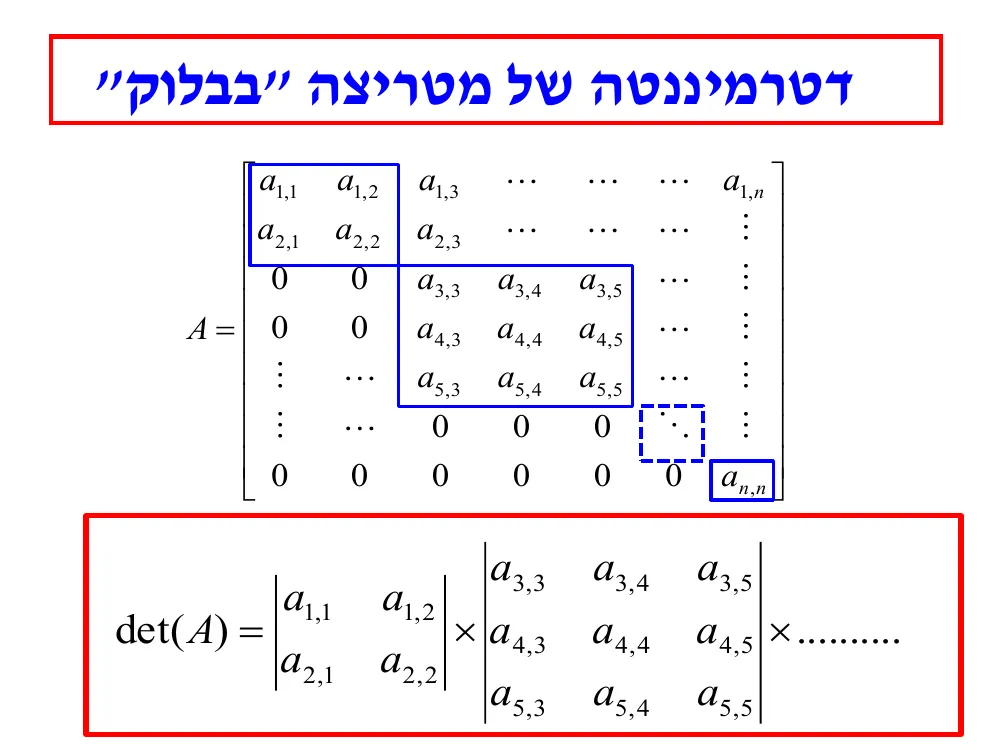 דטרמיננטה של מטריצה "בבלוק"
a1,1 a1,2 a1,3 ⋯ ⋯ ⋯ a1,n
a2,1 a2,2 a2,3 ⋯ ⋯ ⋯ ⋮
0 0 a3,3 a3,4 a3,5 ⋯ ⋮
A = 0 0 a4,3 a4,4 a4,5 ⋯ ⋮
⋮ ⋯ a5,3 a5,4 a5,5 ⋯ ⋮
⋮ ⋯ 0 0 0 ⋱ ⋮
0 0 0 0 0 0 an,n
a3,3 a3,4 a3,5
a1,1 a1,2
det(A) = × a4,3 a4,4 a4,5 × ..........
a2,1 a2,2
a5,3 a5,4 a5,5